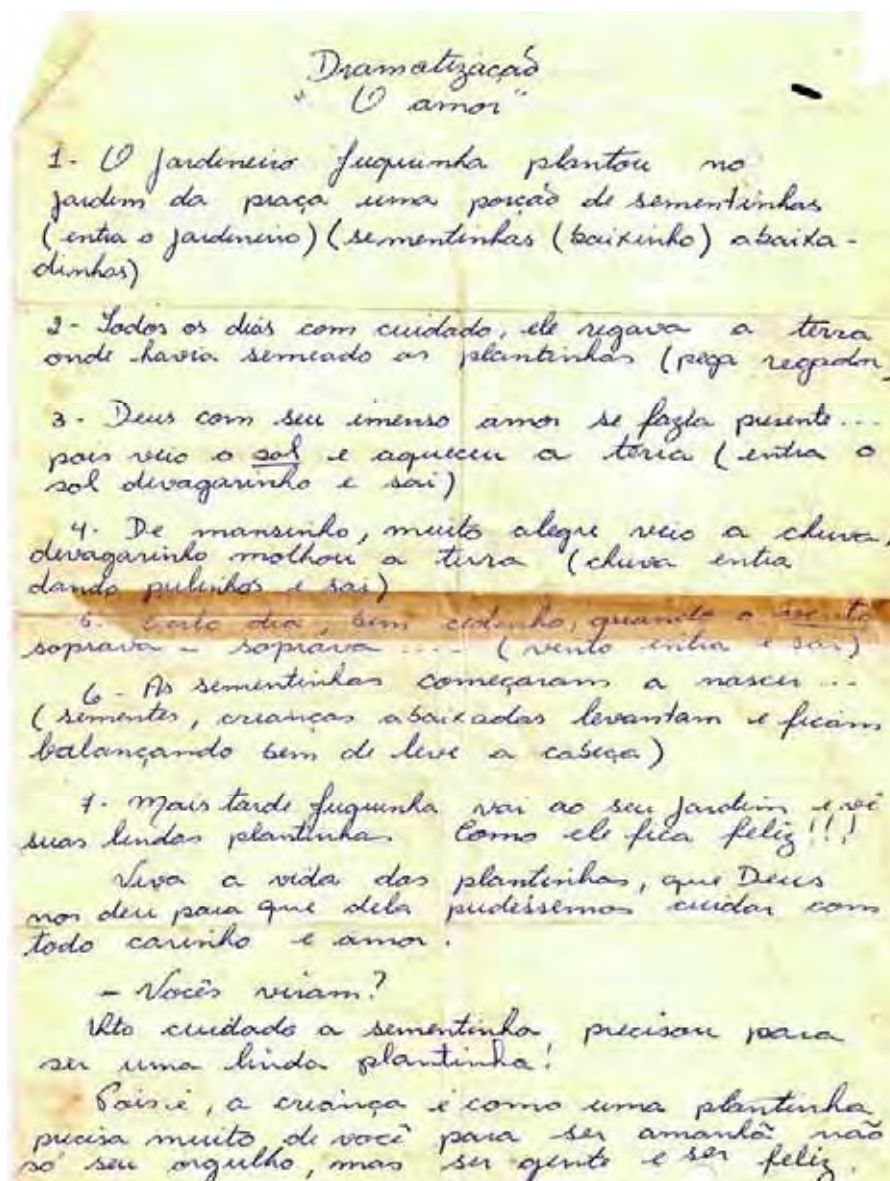 Dramatização
"O amor"
1- O jardineiro fuquinha plantou no
jardim da praça uma porção de sementinhas
(entra o jardineiro) (sementinhas (baixinho) abaixa-
dinhas)
2- Todos os dias com cuidado, ele regava a terra
onde havia semeado as plantinhas (pega regador)
3- Deus com seu imenso amor se fazia presente...
pois veio o sol e aqueceu a terra (entra o
sol devagarinho e sai)
4. De mansinho, muito alegre veio a chuva,
devagarinho molhou a terra (chuva entra
dando pulinhos e sai)
5. Certo dia, bem cedinho, quando o vento
soprava - soprava .... (vento entra e sai)
6- As sementinhas começaram a nascer ...
(sementes, crianças abaixadas levantam e ficam
balançando bem de leve a cabeça)
7. Mais tarde fuquinha vai ao seu jardim e vê
suas lindas plantinhas. Como ele fica feliz!!!
Viva a vida das plantinhas, que Deus
nos deu para que dela pudéssemos cuidar com
todo carinho e amor.
- Vocês viram?
cuidado a sementinha precisou para
ser uma linda plantinha!
Pois é, a criança é como uma plantinha
precisa muito de você para ser amanhã não
só seu orgulho, mas ser gente e ser feliz.